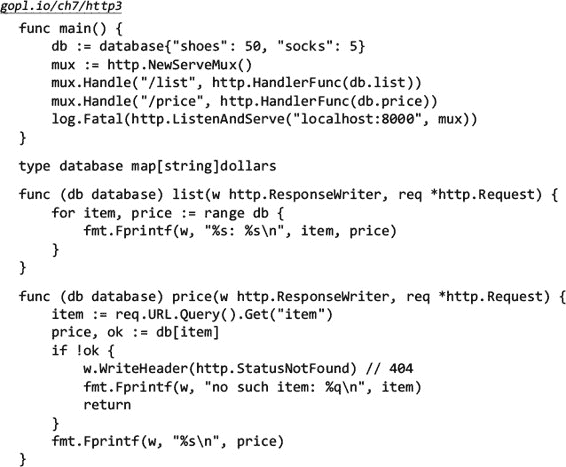 gopl.io/ch7/http3
func main() {
    db := database{"shoes": 50, "socks": 5}
    mux := http.NewServeMux()
    mux.Handle("/list", http.HandlerFunc(db.list))
    mux.Handle("/price", http.HandlerFunc(db.price))
    log.Fatal(http.ListenAndServe("localhost:8000", mux))
}
type database map[string]dollars
func (db database) list(w http.ResponseWriter, req *http.Request) {
    for item, price := range db {
        fmt.Fprintf(w, "%s: %s\n", item, price)
    }
}
func (db database) price(w http.ResponseWriter, req *http.Request) {
    item := req.URL.Query().Get("item")
    price, ok := db[item]
    if !ok {
        w.WriteHeader(http.StatusNotFound) // 404
        fmt.Fprintf(w, "no such item: %q\n", item)
        return
    }
    fmt.Fprintf(w, "%s\n", price)
}